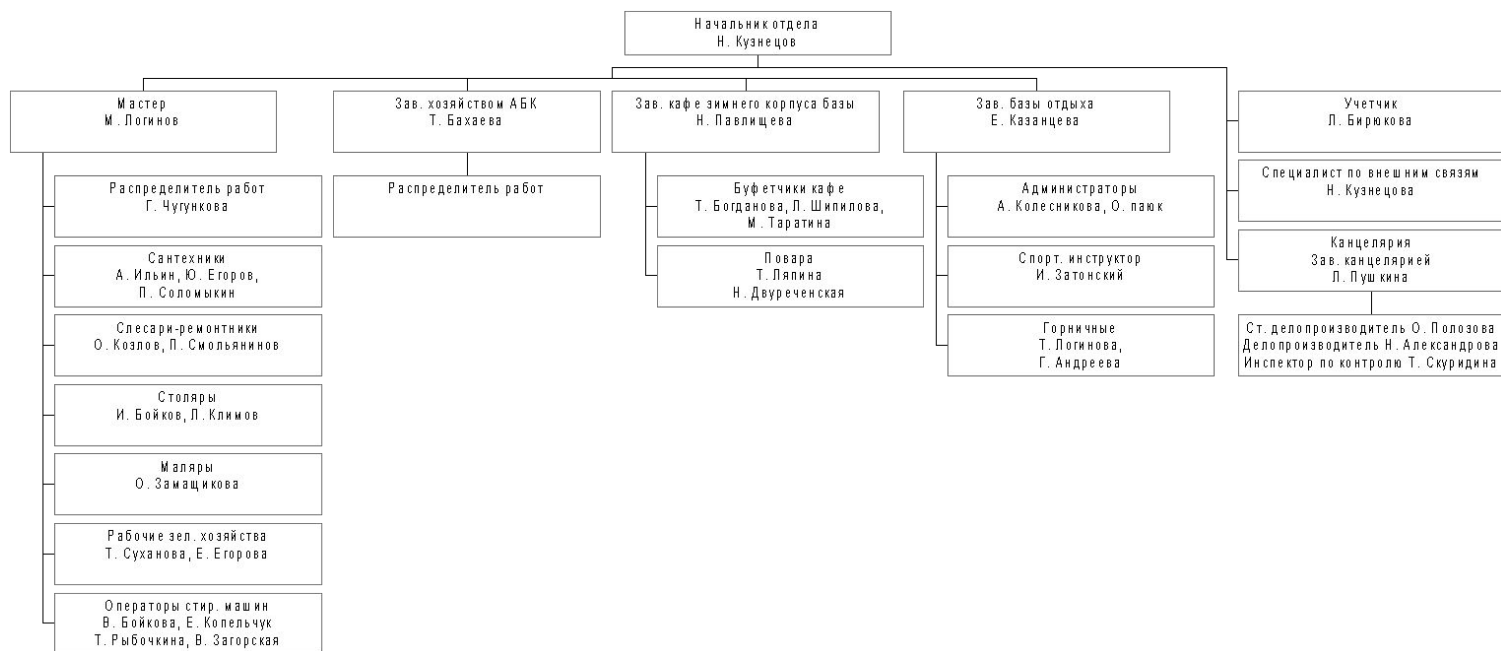 Начальник отдела
Н. Кузнецов
Мастер
М. Логинов
Зав. хозяйством АБК
Т. Бахаева
Зав. кафе зимнего корпуса базы
Н. Павлищева
Зав. базы отдыха
Е. Казанцева
Учетчик
Л. Бирюкова
Распределитель работ
Г. Чугункова
Сантехники
А. Ильин, Ю. Егоров,
П. Соломыкин
Слесари-ремонтники
О. Козлов, П. Смольянинов
Столяры
И. Бойков, Л. Климов
Маляры
О. Замащикова
Рабочие зел. хозяйства
Т. Суханова, Е. Егорова
Операторы стир. машин
В. Бойкова, Е. Копельчук
Т. Рыбочкина, В. Загорская
Распределитель работ
Буфетчики кафе
Т. Богданова, Л. Шипилова,
М. Таратина
Повара
Т. Ляпина
Н. Двуреченская
Администраторы
А. Колесникова, О. паюк
Спорт. инструктор
И. Затонский
Горничные
Т. Логинова,
Г. Андреева
Специалист по внешним связям
Н. Кузнецова
Канцелярия
Зав. канцелярией
Л. Пушкина
Ст. делопроизводитель О. Полозова
Делопроизводитель Н. Александрова
Инспектор по контролю Т. Скуридина